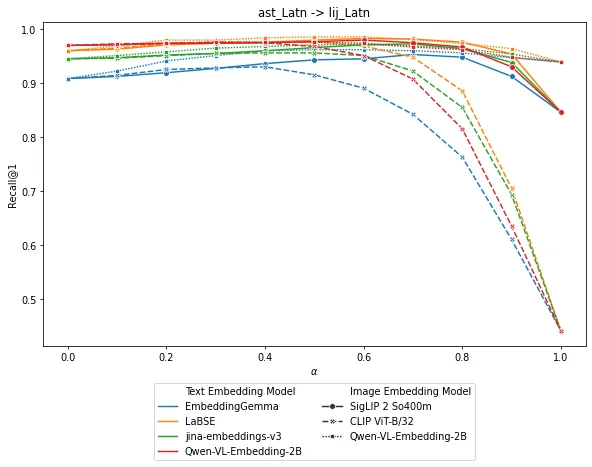 ast_Latn -> lij_Latn
1.0
0.9
0.8
0.7
0.6
0.5
Recall@1
0.0 0.2 0.4 0.6 0.8 1.0
α
Text Embedding Model Image Embedding Model
EmbeddingGemma SigLIP 2 So400m
LaBSE CLIP ViT-B/32
jina-embeddings-v3 Qwen-VL-Embedding-2B
Qwen-VL-Embedding-2B